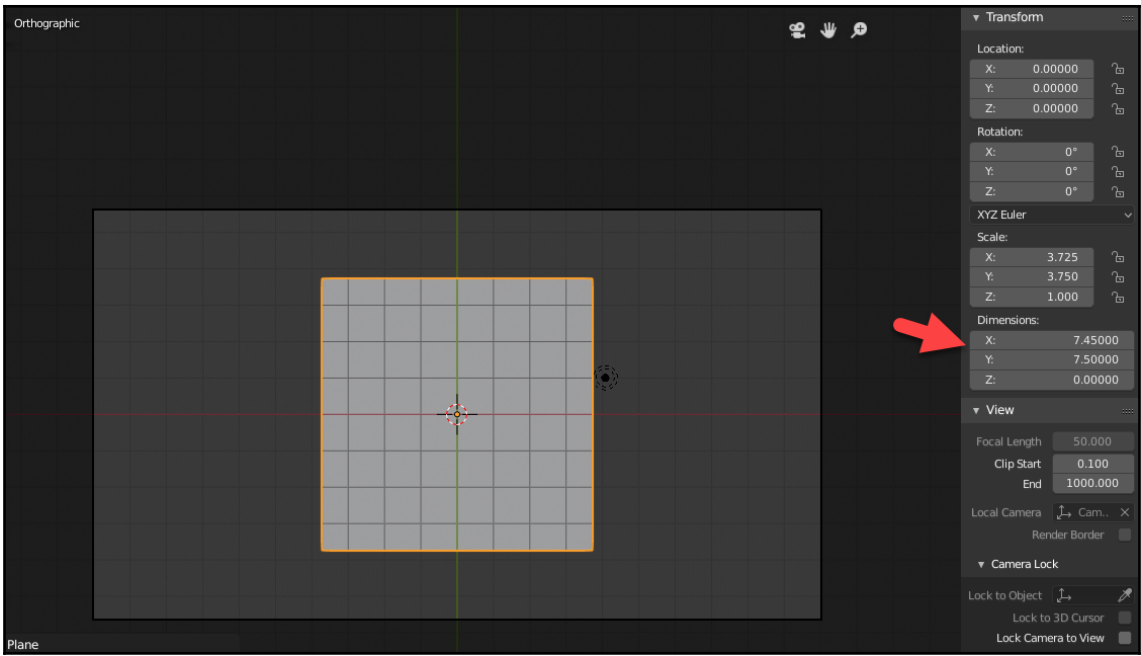 Orthographic
Transform
Location:
X: 0.00000
Y: 0.00000
Z: 0.00000
Rotation:
X: 0°
Y: 0°
Z: 0°
XYZ Euler
Scale:
X: 3.725
Y: 3.750
Z: 1.000
Dimensions:
X: 7.45000
Y: 7.50000
Z: 0.00000
View
Focal Length 50.000
Clip Start 0.100
End 1000.000
Local Camera Cam..
Render Border
Camera Lock
Lock to Object
Lock to 3D Cursor
Lock Camera to View
Plane